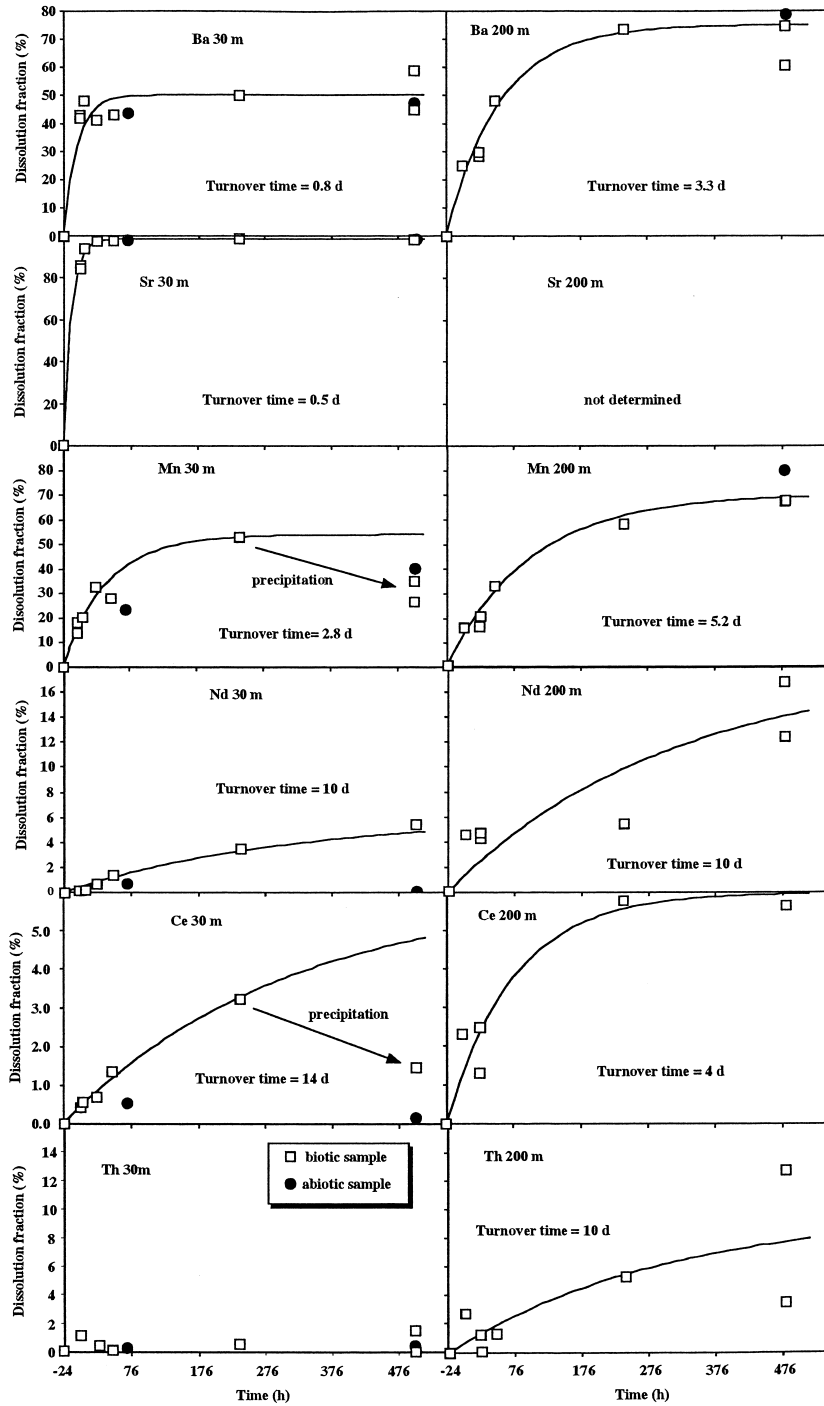 Dissolution fraction (%)
80
70
60
50
40
30
20
10
0
Ba 30 m
Turnover time = 0.8 d
Ba 200 m
Turnover time = 3.3 d
Dissolution fraction (%)
80
60
40
20
0
Sr 30 m
Turnover time = 0.5 d
Sr 200 m
not determined
Disoolution fraction (%)
80
70
60
50
40
30
20
10
0
Mn 30 m
precipitation
Turnover time= 2.8 d
Mn 200 m
Turnover time = 5.2 d
Dissolution fraction (%)
16
14
12
10
8
6
4
2
0
Nd 30 m
Turnover time = 10 d
Nd 200 m
Turnover time = 10 d
Dissolution fraction (%)
5.0
4.0
3.0
2.0
1.0
0.0
Ce 30 m
precipitation
Turnover time = 14 d
Ce 200 m
Turnover time = 4 d
Dissolution fraction (%)
14
12
10
8
6
4
2
0
Th 30m
biotic sample
abiotic sample
Th 200 m
Turnover time = 10 d
-24 76 176 276 376 476
Time (h)
-24 76 176 276 376 476
Time (h)